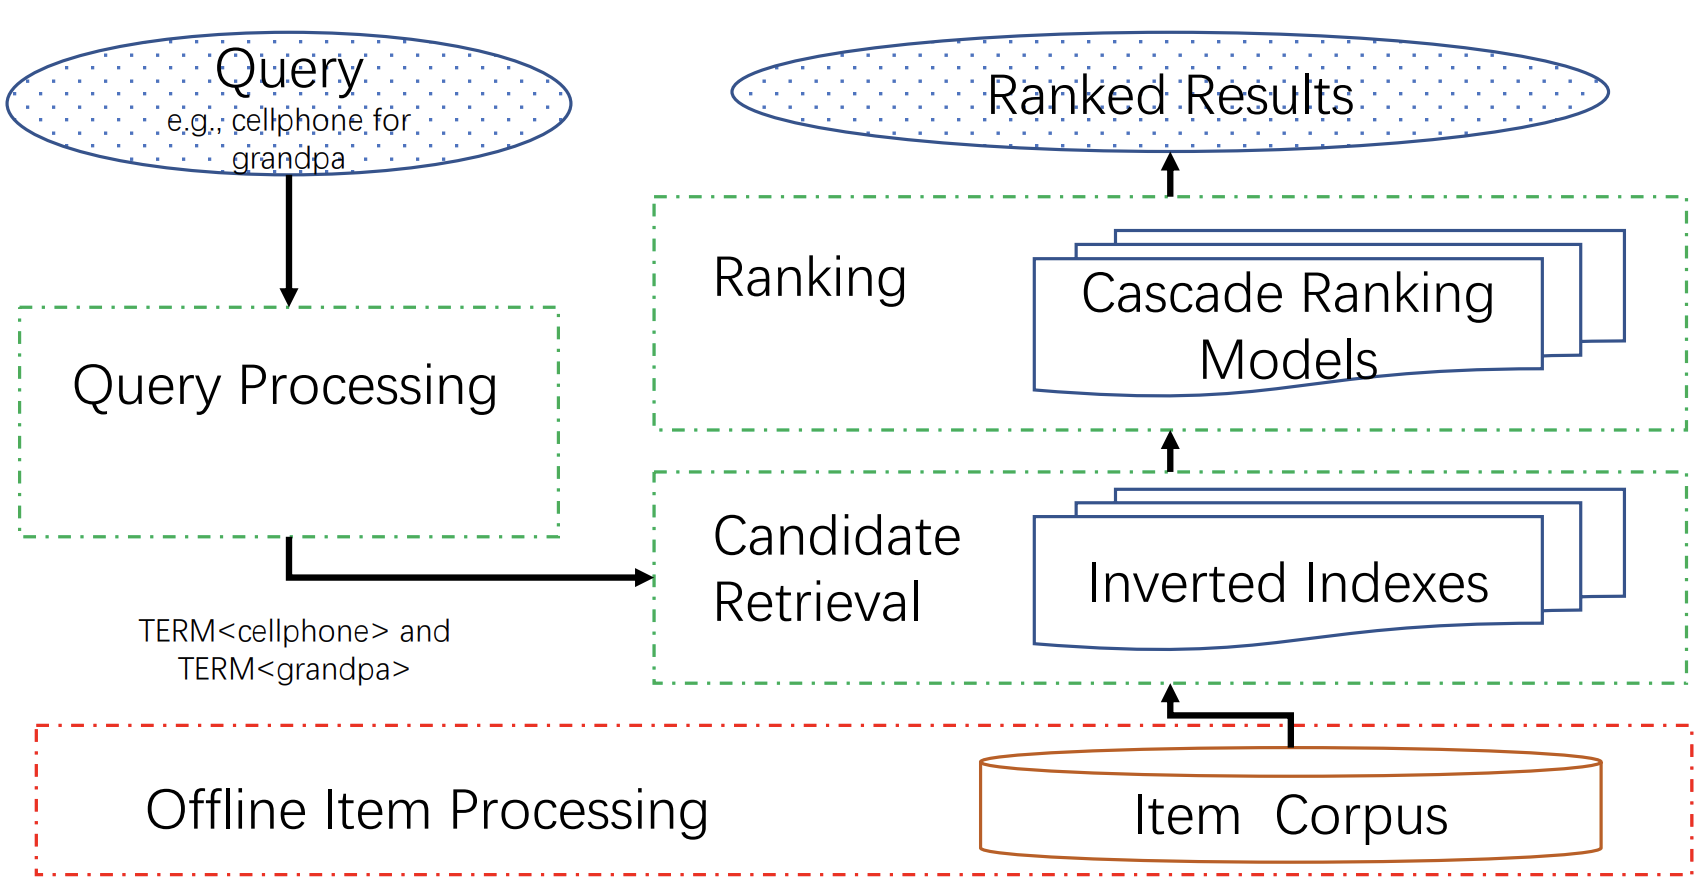 Query
e.g., cellphone for
grandpa
Query Processing
TERM<cellphone> and
TERM<grandpa>
Ranked Results
Ranking
Cascade Ranking
Models
Candidate
Retrieval
Inverted Indexes
Offline Item Processing
Item Corpus